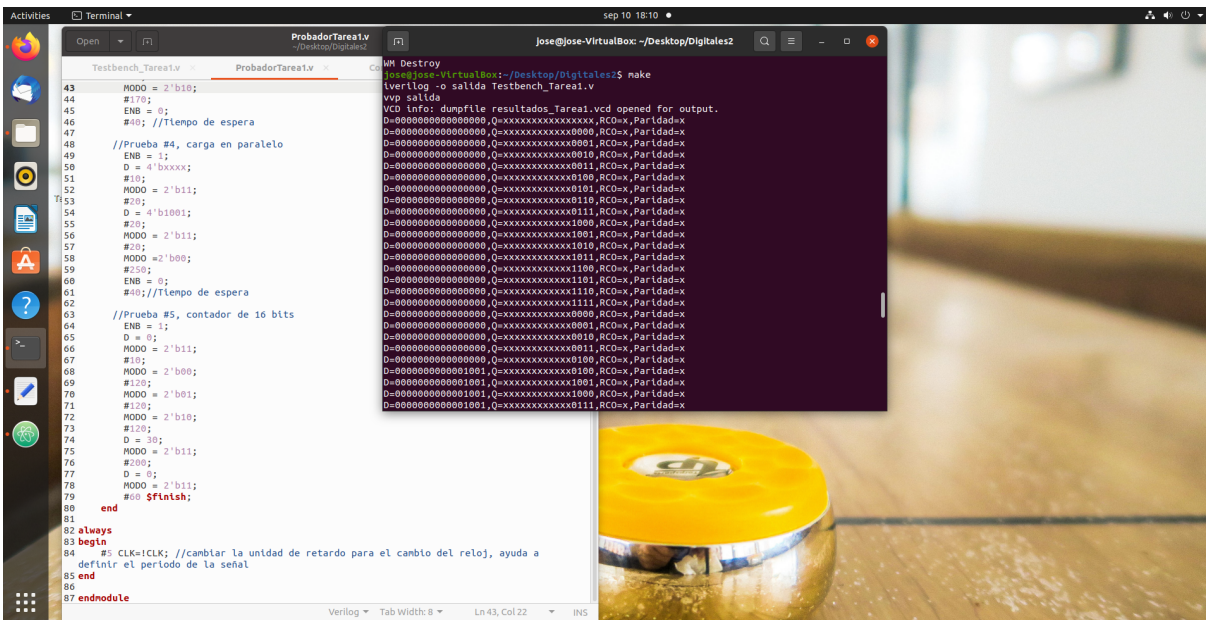 Activities
Terminal
sep 10 18:10
Open
ProbadorTarea1.v
~/Desktop/Digitales2
Testbench_Tarea1.v
ProbadorTarea1.v
43 MODO = 2'b10;
44 #170;
45 ENB = 0;
46 #40; //Tiempo de espera
47
48 //Prueba #4, carga en paralelo
49 ENB = 1;
50 D = 4'bxxxx;
51 #10;
52 MODO = 2'b11;
53 #20;
54 D = 4'b1001;
55 #20;
56 MODO = 2'b11;
57 #20;
58 MODO =2'b00;
59 #250;
60 ENB = 0;
61 #40;//Tiempo de espera
62
63 //Prueba #5, contador de 16 bits
64 ENB = 1;
65 D = 0;
66 MODO = 2'b11;
67 #10;
68 MODO = 2'b00;
69 #120;
70 MODO = 2'b01;
71 #120;
72 MODO = 2'b10;
73 #120;
74 D = 30;
75 MODO = 2'b11;
76 #200;
77 D = 0;
78 MODO = 2'b11;
79 #60 $finish;
80 end
81
82 always
83 begin
84 #5 CLK=!CLK; //cambiar la unidad de retardo para el cambio del reloj, ayuda a
definir el periodo de la señal
85 end
86
87 endmodule
Verilog Tab Width: 8 Ln 43, Col 22 INS
jose@jose-VirtualBox: ~/Desktop/Digitales2
WM Destroy
jose@jose-VirtualBox:~/Desktop/Digitales2$ make
iverilog -o salida Testbench_Tarea1.v
vvp salida
VCD info: dumpfile resultados_Tarea1.vcd opened for output.
D=0000000000000000,Q=xxxxxxxxxxxxxxxx,RCO=x,Paridad=x
D=0000000000000000,Q=xxxxxxxxxxxx0000,RCO=x,Paridad=x
D=0000000000000000,Q=xxxxxxxxxxxx0001,RCO=x,Paridad=x
D=0000000000000000,Q=xxxxxxxxxxxx0010,RCO=x,Paridad=x
D=0000000000000000,Q=xxxxxxxxxxxx0011,RCO=x,Paridad=x
D=0000000000000000,Q=xxxxxxxxxxxx0100,RCO=x,Paridad=x
D=0000000000000000,Q=xxxxxxxxxxxx0101,RCO=x,Paridad=x
D=0000000000000000,Q=xxxxxxxxxxxx0110,RCO=x,Paridad=x
D=0000000000000000,Q=xxxxxxxxxxxx0111,RCO=x,Paridad=x
D=0000000000000000,Q=xxxxxxxxxxxx1000,RCO=x,Paridad=x
D=0000000000000000,Q=xxxxxxxxxxxx1001,RCO=x,Paridad=x
D=0000000000000000,Q=xxxxxxxxxxxx1010,RCO=x,Paridad=x
D=0000000000000000,Q=xxxxxxxxxxxx1011,RCO=x,Paridad=x
D=0000000000000000,Q=xxxxxxxxxxxx1100,RCO=x,Paridad=x
D=0000000000000000,Q=xxxxxxxxxxxx1101,RCO=x,Paridad=x
D=0000000000000000,Q=xxxxxxxxxxxx1110,RCO=x,Paridad=x
D=0000000000000000,Q=xxxxxxxxxxxx1111,RCO=x,Paridad=x
D=0000000000000000,Q=xxxxxxxxxxxx0000,RCO=x,Paridad=x
D=0000000000000000,Q=xxxxxxxxxxxx0001,RCO=x,Paridad=x
D=0000000000000000,Q=xxxxxxxxxxxx0010,RCO=x,Paridad=x
D=0000000000000000,Q=xxxxxxxxxxxx0011,RCO=x,Paridad=x
D=0000000000000000,Q=xxxxxxxxxxxx0100,RCO=x,Paridad=x
D=0000000000001001,Q=xxxxxxxxxxxx0100,RCO=x,Paridad=x
D=0000000000001001,Q=xxxxxxxxxxxx1001,RCO=x,Paridad=x
D=0000000000001001,Q=xxxxxxxxxxxx1000,RCO=x,Paridad=x
D=0000000000001001,Q=xxxxxxxxxxxx0111,RCO=x,Paridad=x